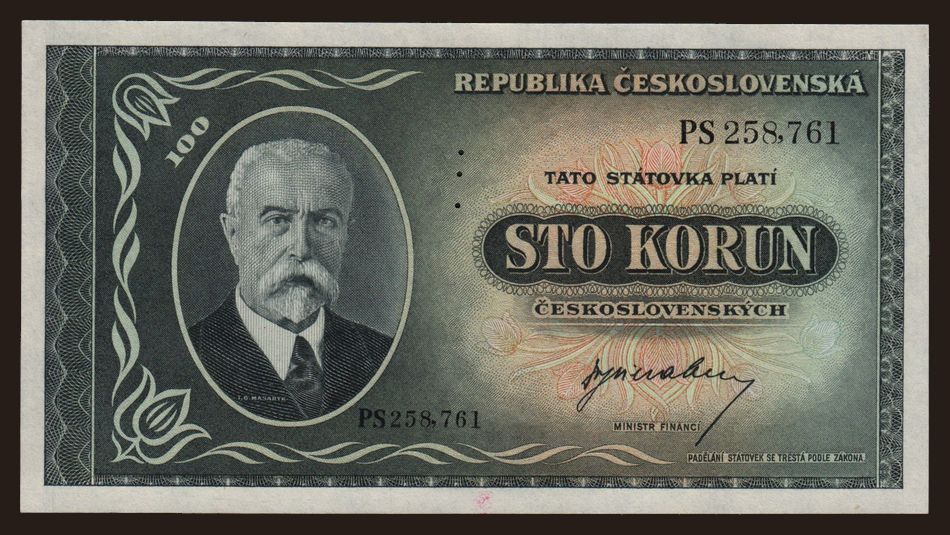 REPUBLIKA ČESKOSLOVENSKÁ
100
PS 258,761
TATO STÁTOVKA PLATÍ
STO KORUN
ČESKOSLOVENSKÝCH
T. G. MASARYK
PS 258,761
MINISTR FINANCÍ
PADĚLÁNÍ STATOVEK SE TRESTÁ PODLE ZÁKONA.